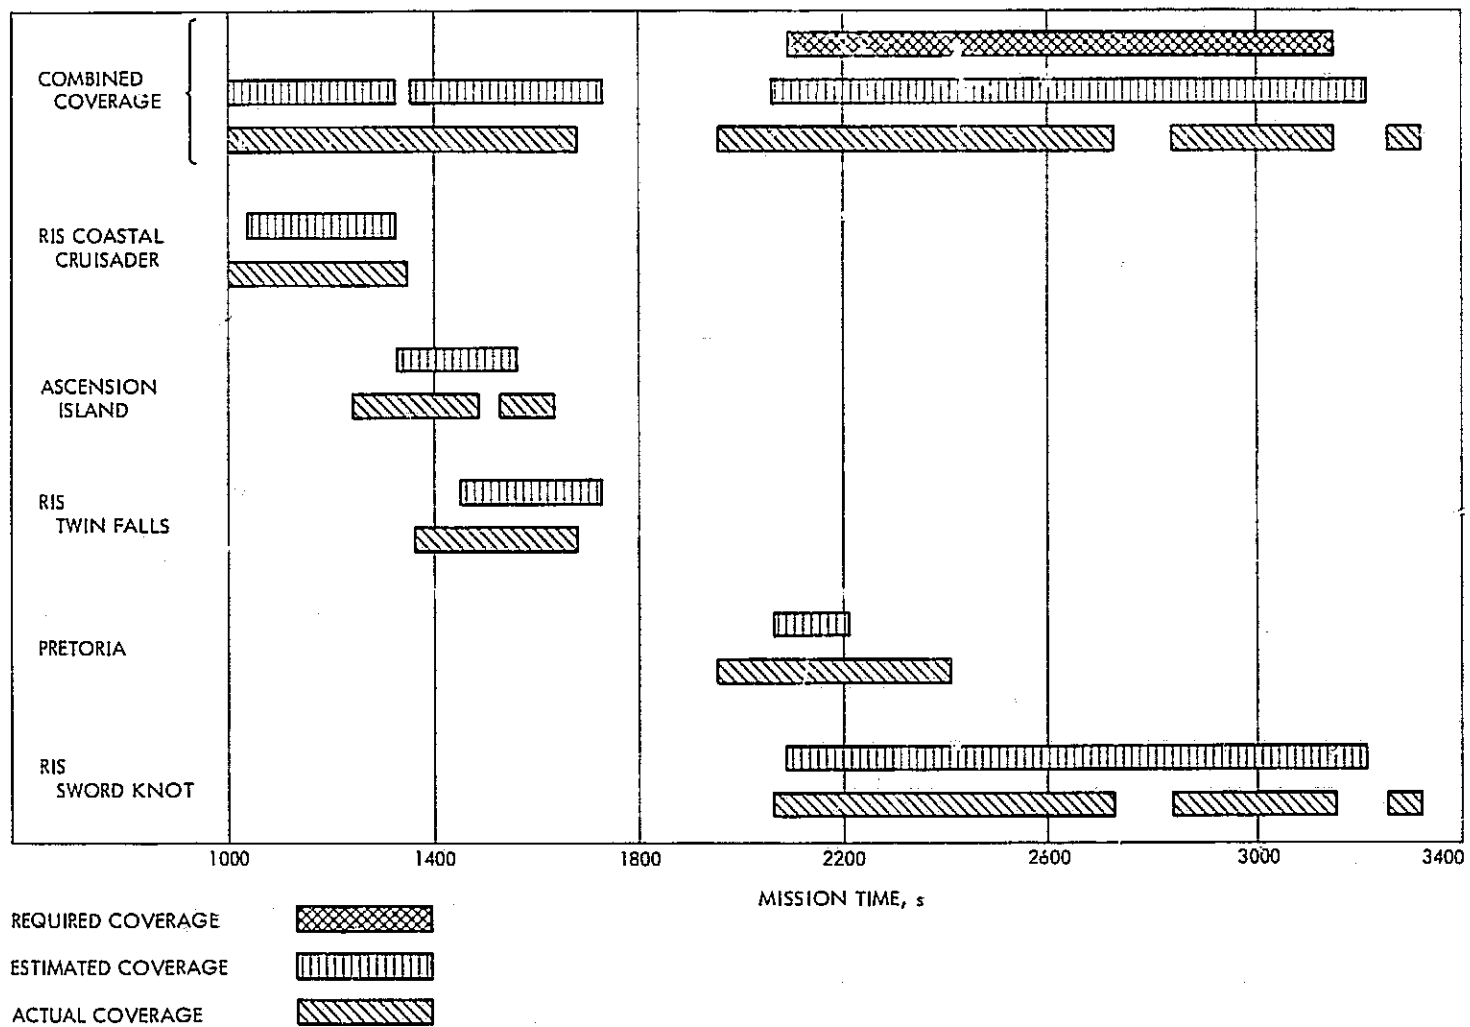 COMBINED
COVERAGE
RIS COASTAL
CRUISADER
ASCENSION
ISLAND
RIS
TWIN FALLS
PRETORIA
RIS
SWORD KNOT
1000 1400 1800 2200 2600 3000 3400
MISSION TIME, s
REQUIRED COVERAGE
ESTIMATED COVERAGE
ACTUAL COVERAGE